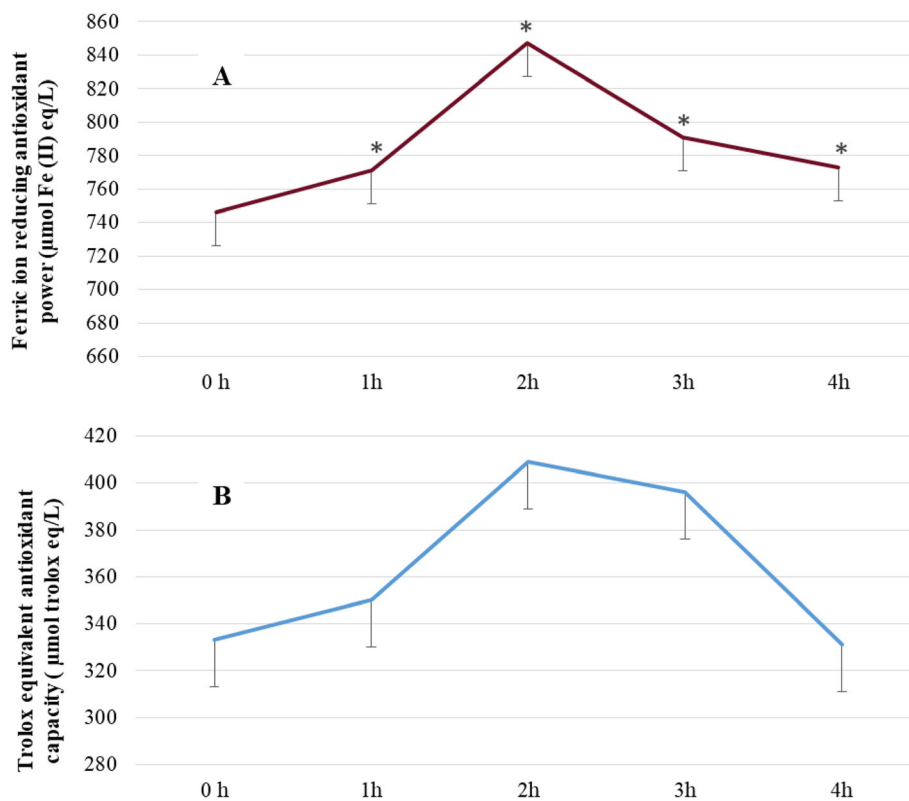 Ferric ion reducing antioxidant
power (µmol Fe (II) eq/L)
860
840
820
800
780
760
740
720
700
680
660
A
*
*
*
*
0 h
1h
2h
3h
4h
Trolox equivalent antioxidant
capacity ( µmol trolox eq/L)
420
400
380
360
340
320
300
280
B
0 h
1h
2h
3h
4h